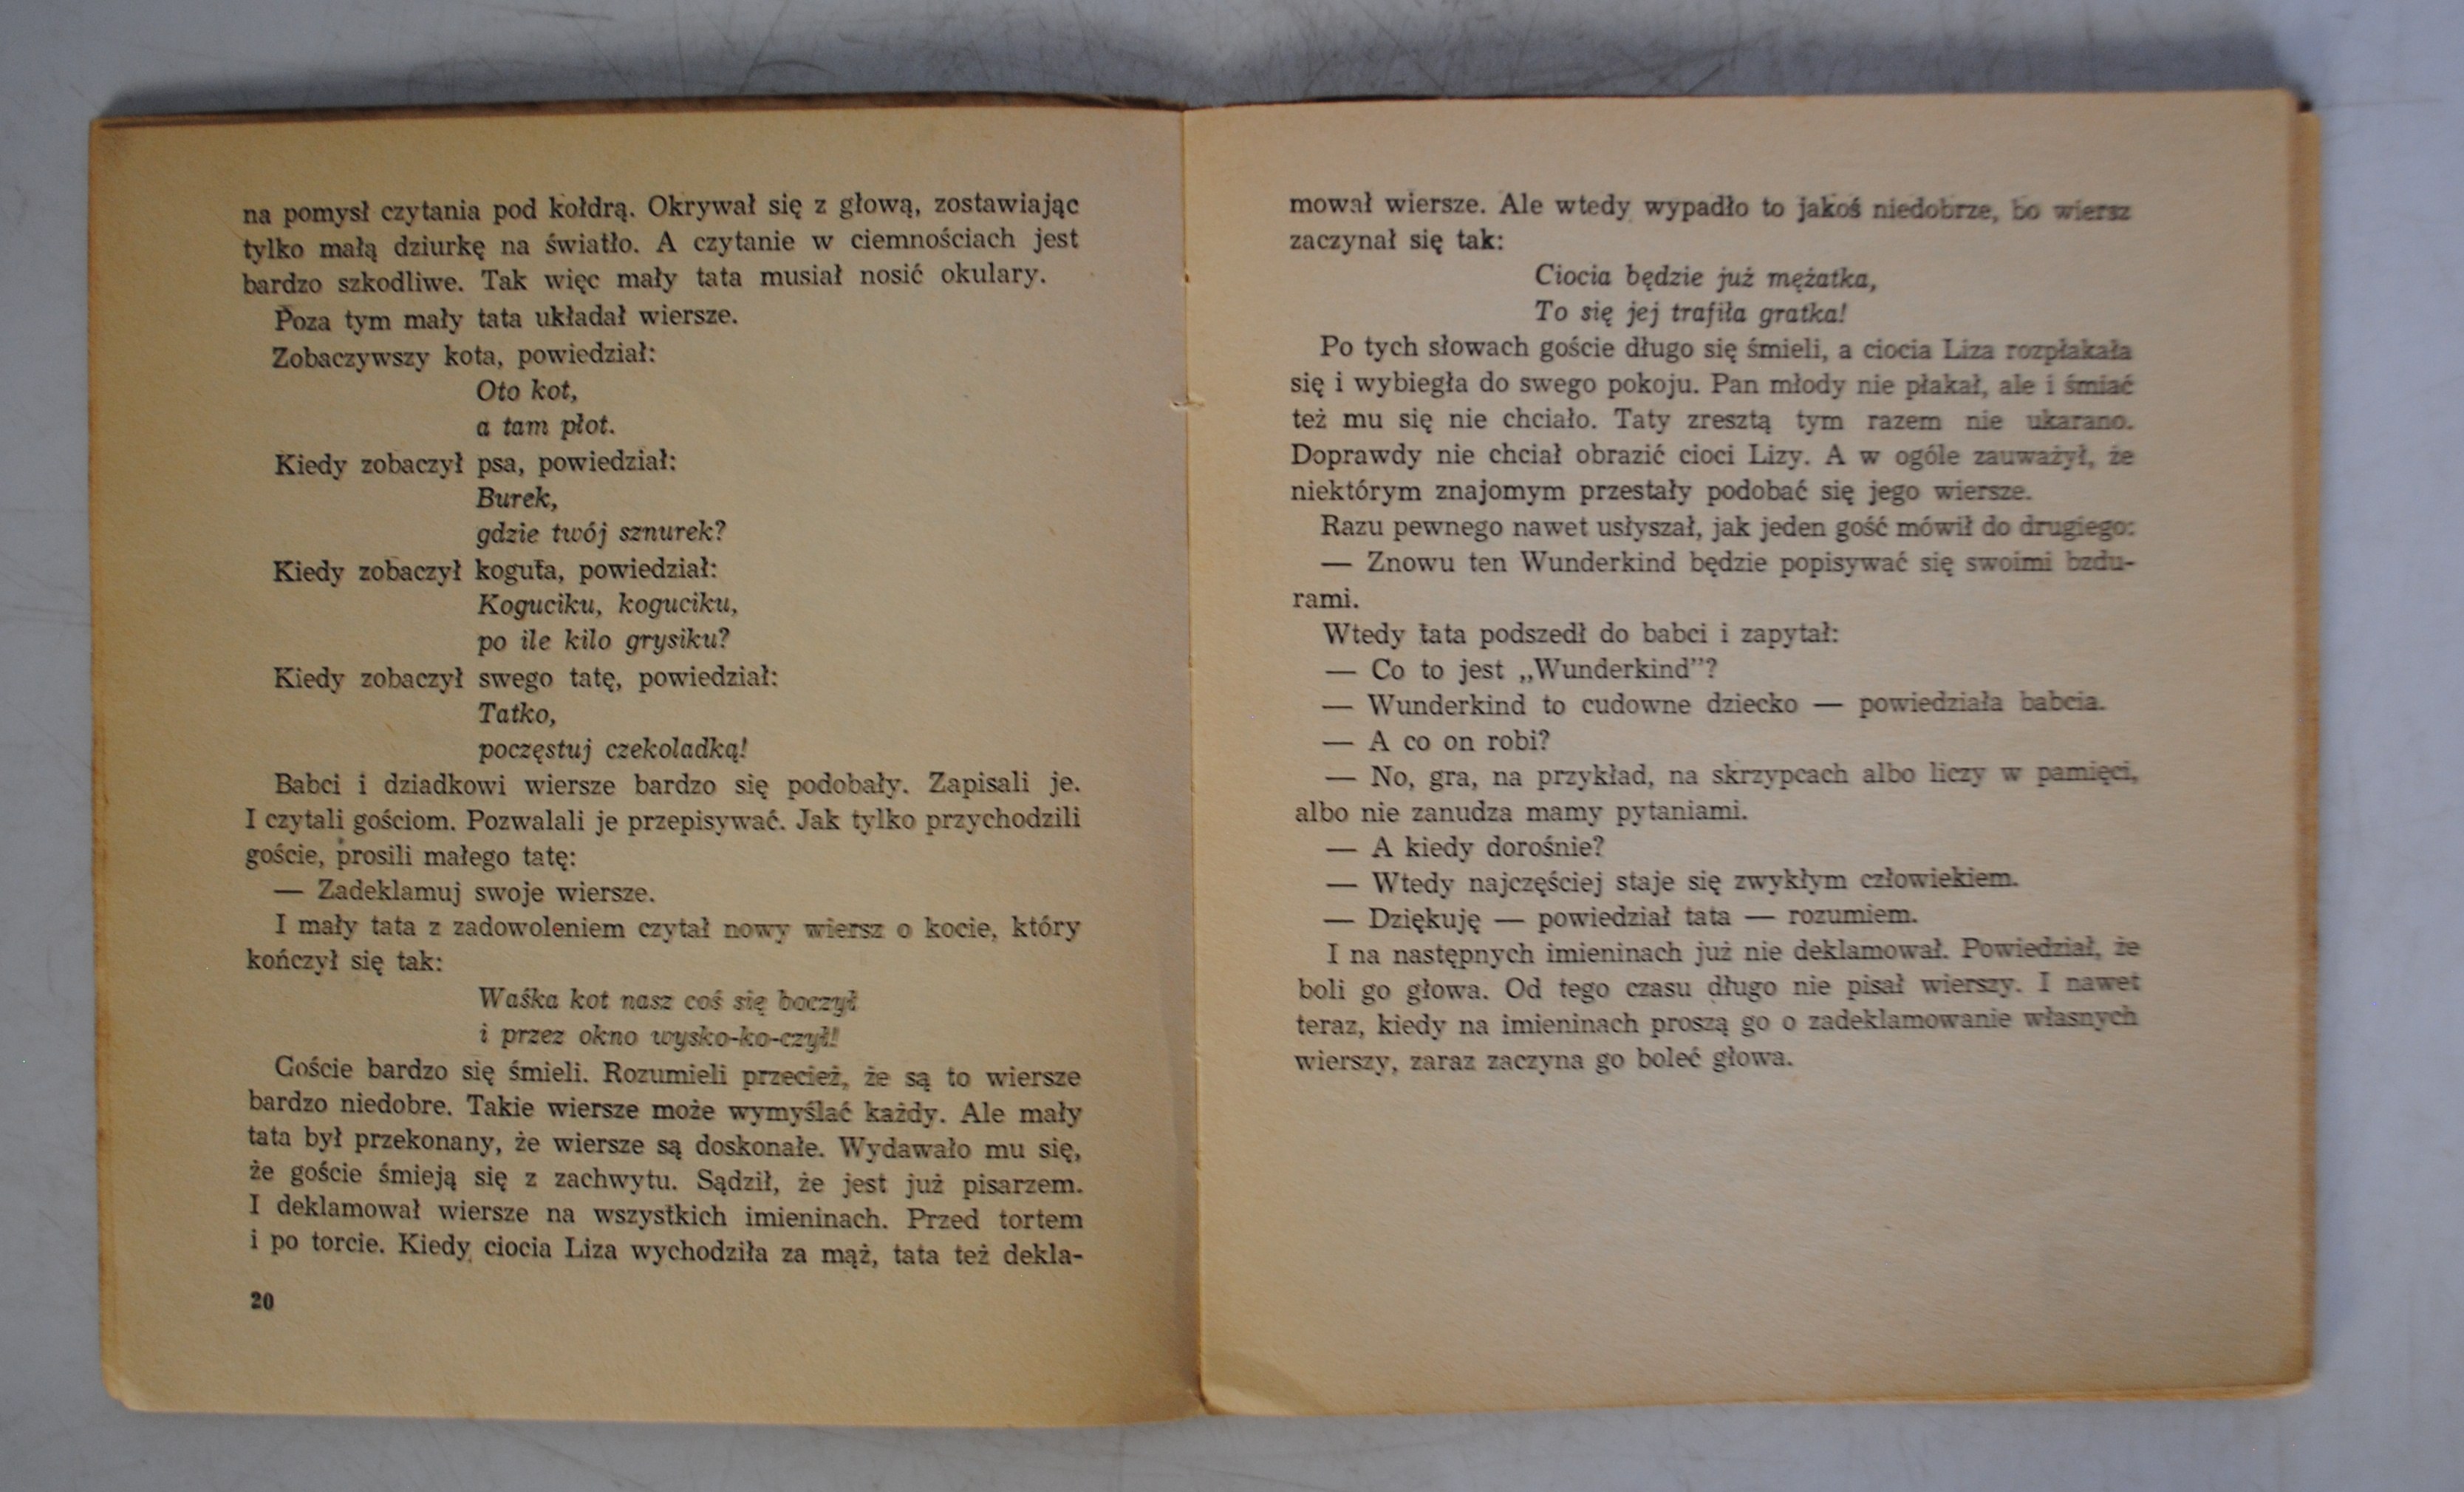 na pomysł czytania pod kołdrą. Okrywał się z głową, zostawiając
tylko małą dziurkę na światło. A czytanie w ciemnościach jest
bardzo szkodliwe. Tak więc mały tata musiał nosić okulary.
Poza tym mały tata układał wiersze.
Zobaczywszy kota, powiedział:
Oto kot,
a tam płot.
Kiedy zobaczył psa, powiedział:
Burek,
gdzie twój sznurek?
Kiedy zobaczył koguta, powiedział:
Koguciku, koguciku,
po ile kilo grysiku?
Kiedy zobaczył swego tatę, powiedział:
Tatko,
poczęstuj czekoladką!
Babci i dziadkowi wiersze bardzo się podobały. Zapisali je.
I czytali gościom. Pozwalali je przepisywać. Jak tylko przychodzili
goście, prosili małego tatę:
— Zadeklamuj swoje wiersze.
I mały tata z zadowoleniem czytał nowy wiersz o kocie, który
kończył się tak:
Waśka kot nasz coś się boczył
i przez okno wysko-ko-czył!
Goście bardzo się śmieli. Rozumieli przecież, że są to wiersze
bardzo niedobre. Takie wiersze może wymyślać każdy. Ale mały
tata był przekonany, że wiersze są doskonałe. Wydawało mu się,
że goście śmieją się z zachwytu. Sądził, że jest już pisarzem.
I deklamował wiersze na wszystkich imieninach. Przed tortem
i po torcie. Kiedy ciocia Liza wychodziła za mąż, tata też dekla-
20
mował wiersze. Ale wtedy wypadło to jakoś niedobrze, bo wiersz
zaczynał się tak:
Ciocia będzie już mężatka,
To się jej trafiła gratka!
Po tych słowach goście długo się śmieli, a ciocia Liza rozpłakała
się i wybiegła do swego pokoju. Pan młody nie płakał, ale i śmiać
też mu się nie chciało. Taty zresztą tym razem nie ukarano.
Doprawdy nie chciał obrazić cioci Lizy. A w ogóle zauważył, że
niektórym znajomym przestały podobać się jego wiersze.
Razu pewnego nawet usłyszał, jak jeden gość mówił do drugiego:
— Znowu ten Wunderkind będzie popisywać się swoimi bzdu-
rami.
Wtedy tata podszedł do babci i zapytał:
— Co to jest „Wunderkind"?
— Wunderkind to cudowne dziecko — powiedziała babcia.
— A co on robi?
— No, gra, na przykład, na skrzypcach albo liczy w pamięci,
albo nie zanudza mamy pytaniami.
— A kiedy dorośnie?
— Wtedy najczęściej staje się zwykłym człowiekiem.
— Dziękuję — powiedział tata — rozumiem.
I na następnych imieninach już nie deklamował. Powiedział, że
boli go głowa. Od tego czasu długo nie pisał wierszy. I nawet
teraz, kiedy na imieninach proszą go o zadeklamowanie własnych
wierszy, zaraz zaczyna go boleć głowa.